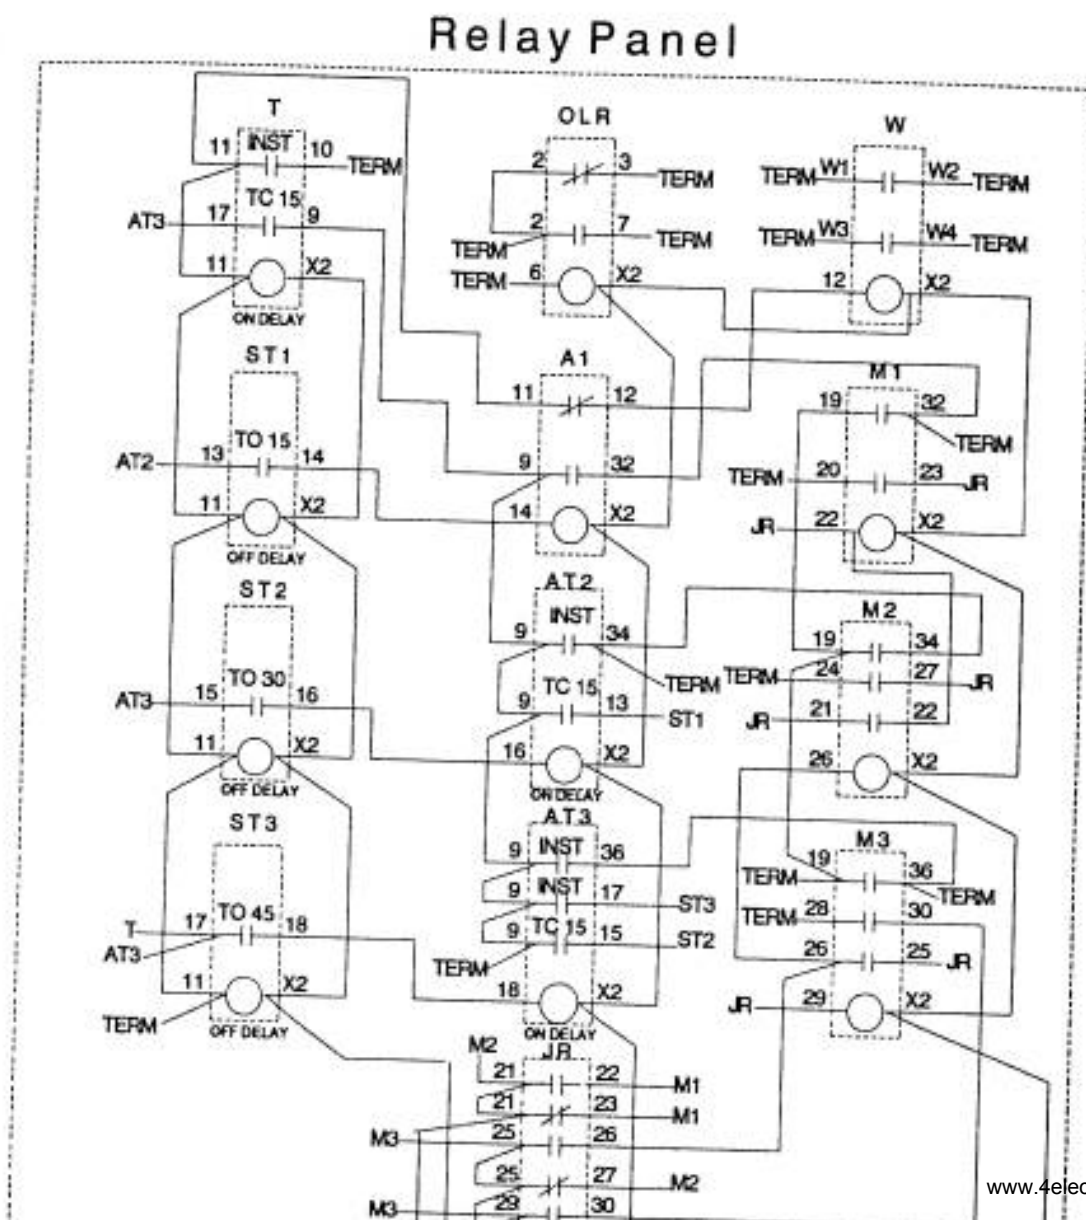 Relay Panel
T
INST
11 10 TERM
TC 15
AT3 17 9
11 X2
ON DELAY
ST1
TO 15
AT2 13 14
11 X2
OFF DELAY
ST2
TO 30
AT3 15 16
11 X2
OFF DELAY
ST3
TO 45
T 17 18
AT3
11 X2
TERM
OFF DELAY
OLR
2 3 TERM
2 7 TERM
TERM
TERM 6 X2
A1
11 12
9 32
14 X2
AT2
INST
9 34
TERM
TC 15
9 13 ST1
16 X2
ON DELAY
AT3
INST
9 36
INST
9 17 ST3
TC 15
9 15 ST2
TERM
18 X2
ON DELAY
JR
M2
21 22 M1
21 23 M1
M3 25 26
25 27 M2
M3 29 30
W
TERM W1 W2 TERM
TERM W3 W4 TERM
12 X2
M1
19 32
TERM
TERM 20 23 JR
JR 22 X2
M2
19 34
TERM 24 27 JR
JR 21 22
26 X2
M3
19 36
TERM TERM
TERM 28 30
26 25 JR
JR 29 X2
www.4elec